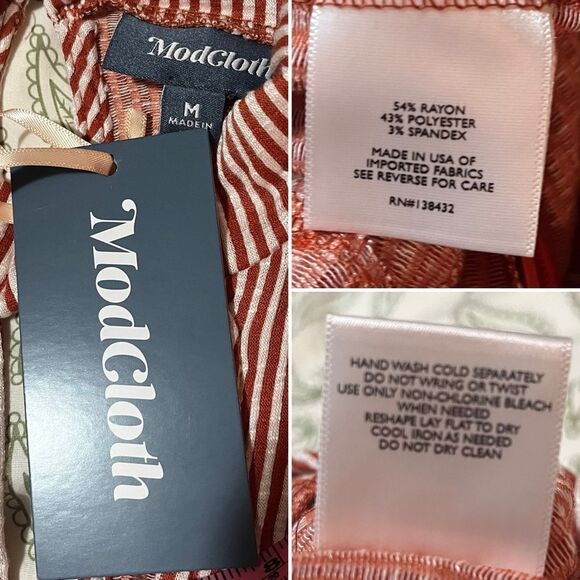 ModCloth
M
MADE IN
ModCloth
54% RAYON
43% POLYESTER
3% SPANDEX
MADE IN USA OF
IMPORTED FABRICS
SEE REVERSE FOR CARE
RN#138432
HAND WASH COLD SEPARATELY
DO NOT WRING OR TWIST
USE ONLY NON-CHLORINE BLEACH
WHEN NEEDED
RESHAPE LAY FLAT TO DRY
COOL IRON AS NEEDED
DO NOT DRY CLEAN
8